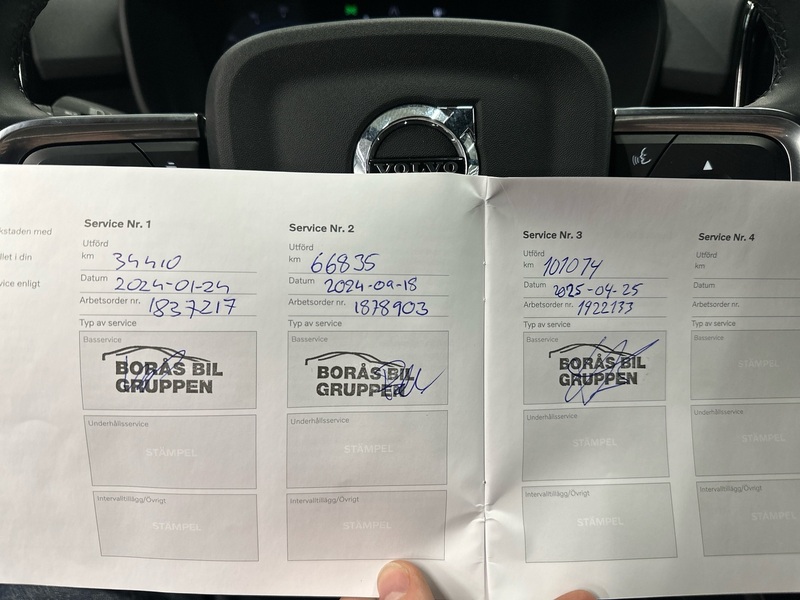 VOLVO
kstaden med
llet i din
vice enligt
Service Nr. 1
Utförd
km 34410
Datum 2024-01-24
Arbetsorder nr. 1837217
Typ av service
Basservice
BORÅS BIL
GRUPPEN
Underhållsservice
STÄMPEL
Intervalltillägg/Övrigt
STÄMPEL
Service Nr. 2
Utförd
km 66835
Datum 2024-09-18
Arbetsorder nr. 1878903
Typ av service
Basservice
BORÅS BIL
GRUPPEN
Underhållsservice
STÄMPEL
Intervalltillägg/Övrigt
STÄMPEL
Service Nr. 3
Utförd
km 101074
Datum 2025-04-25
Arbetsorder nr. 1922133
Typ av service
Basservice
BORÅS BIL
GRUPPEN
Underhållsservice
STÄMPEL
Intervalltillägg/Övrigt
STÄMPEL
Service Nr. 4
Utförd
km
Datum
Arbetsorder nr.
Typ av service
Basservice
STÄMPEL
Underhållsservice
STÄMPEL
Intervalltillägg/Övrigt
STÄMPEL